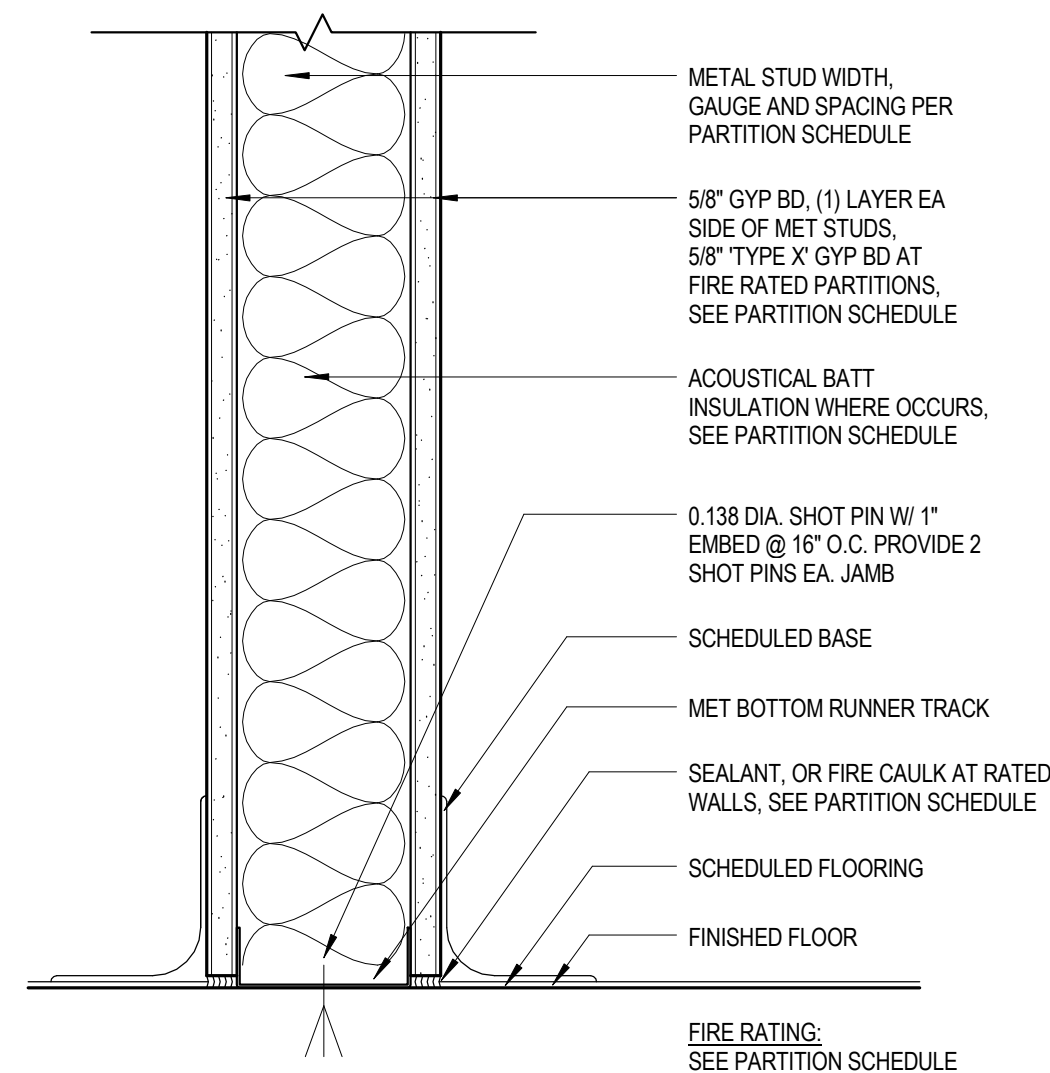 METAL STUD WIDTH,
GAUGE AND SPACING PER
PARTITION SCHEDULE
5/8" GYP BD, (1) LAYER EA
SIDE OF MET STUDS,
5/8" 'TYPE X' GYP BD AT
FIRE RATED PARTITIONS,
SEE PARTITION SCHEDULE
ACOUSTICAL BATT
INSULATION WHERE OCCURS,
SEE PARTITION SCHEDULE
0.138 DIA. SHOT PIN W/ 1"
EMBED @ 16" O.C. PROVIDE 2
SHOT PINS EA. JAMB
SCHEDULED BASE
MET BOTTOM RUNNER TRACK
SEALANT, OR FIRE CAULK AT RATED
WALLS, SEE PARTITION SCHEDULE
SCHEDULED FLOORING
FINISHED FLOOR
FIRE RATING:
SEE PARTITION SCHEDULE